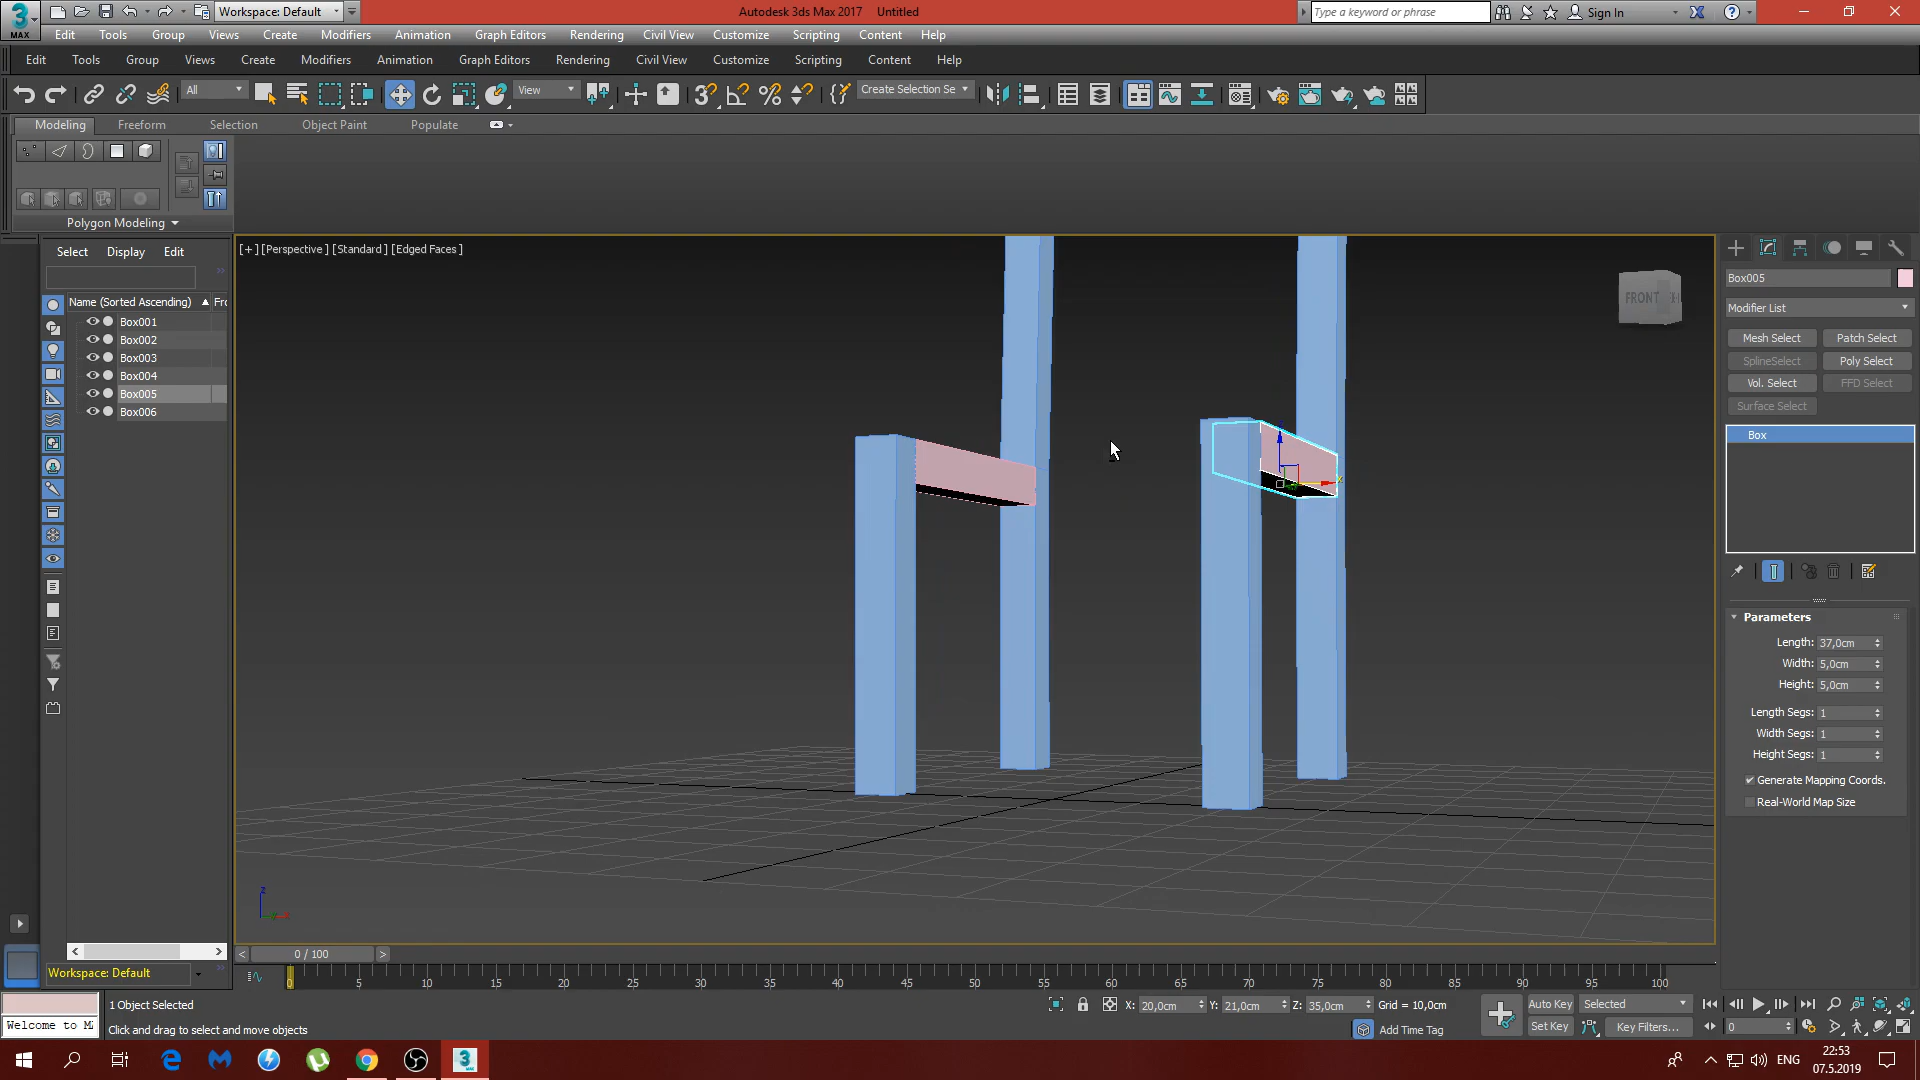 Workspace: Default
Autodesk 3ds Max 2017 Untitled
Type a keyword or phrase
Sign In
MAX
Edit Tools Group Views Create Modifiers Animation Graph Editors Rendering Civil View Customize Scripting Content Help
Edit Tools Group Views Create Modifiers Animation Graph Editors Rendering Civil View Customize Scripting Content Help
All
View
Create Selection Se
Modeling Freeform Selection Object Paint Populate
Polygon Modeling
Select Display Edit
Name (Sorted Ascending) Fr
Box001
Box002
Box003
Box004
Box005
Box006
[+] [Perspective] [Standard] [Edged Faces]
FRONT
Box005
Modifier List
Mesh Select Patch Select
SplineSelect Poly Select
Vol. Select FFD Select
Surface Select
Box
Parameters
Length: 37,0cm
Width: 5,0cm
Height: 5,0cm
Length Segs: 1
Width Segs: 1
Height Segs: 1
Generate Mapping Coords.
Real-World Map Size
0 / 100
Workspace: Default
0 5 10 15 20 25 30 35 40 45 50 55 60 65 70 75 80 85 90 95 100
1 Object Selected
X: 20,0cm Y: 21,0cm Z: 35,0cm Grid = 10,0cm
Auto Key Selected
Welcome to M
Click and drag to select and move objects
Add Time Tag
Set Key Key Filters...
0
ENG
22:53
07.5.2019